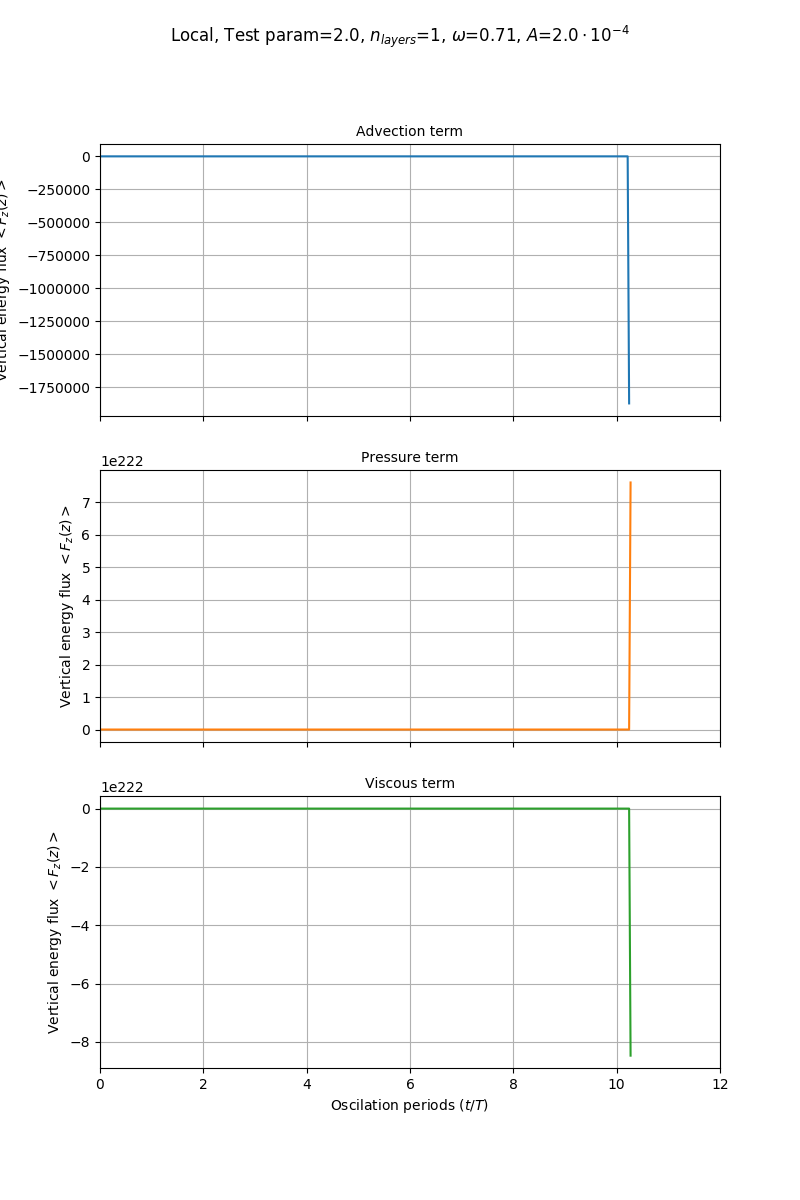 Local, Test param=2.0, $n_{layers}$=1, $\omega$=0.71, $A$=2.0 · 10⁻⁴
Advection term
0
−250000
−500000
−750000
−1000000
−1250000
−1500000
−1750000
Vertical energy flux < $F_z(z)$ >
Pressure term
1e222
7
6
5
4
3
2
1
0
Vertical energy flux < $F_z(z)$ >
Viscous term
1e222
0
−2
−4
−6
−8
Vertical energy flux < $F_z(z)$ >
0 2 4 6 8 10 12
Oscilation periods ($t/T$)